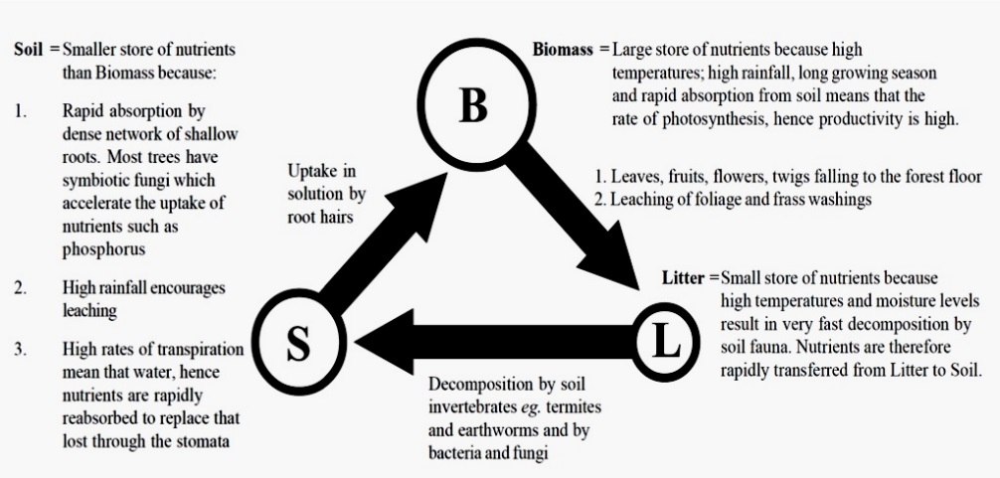 Soil = Smaller store of nutrients
than Biomass because:
1. Rapid absorption by
dense network of shallow
roots. Most trees have
symbiotic fungi which
accelerate the uptake of
nutrients such as
phosphorus
2. High rainfall encourages
leaching
3. High rates of transpiration
mean that water, hence
nutrients are rapidly
reabsorbed to replace that
lost through the stomata
Uptake in
solution by
root hairs
B
Biomass = Large store of nutrients because high
temperatures; high rainfall, long growing season
and rapid absorption from soil means that the
rate of photosynthesis, hence productivity is high.
1. Leaves, fruits, flowers, twigs falling to the forest floor
2. Leaching of foliage and frass washings
S
L
Litter = Small store of nutrients because
high temperatures and moisture levels
result in very fast decomposition by
soil fauna. Nutrients are therefore
rapidly transferred from Litter to Soil.
Decomposition by soil
invertebrates eg. termites
and earthworms and by
bacteria and fungi